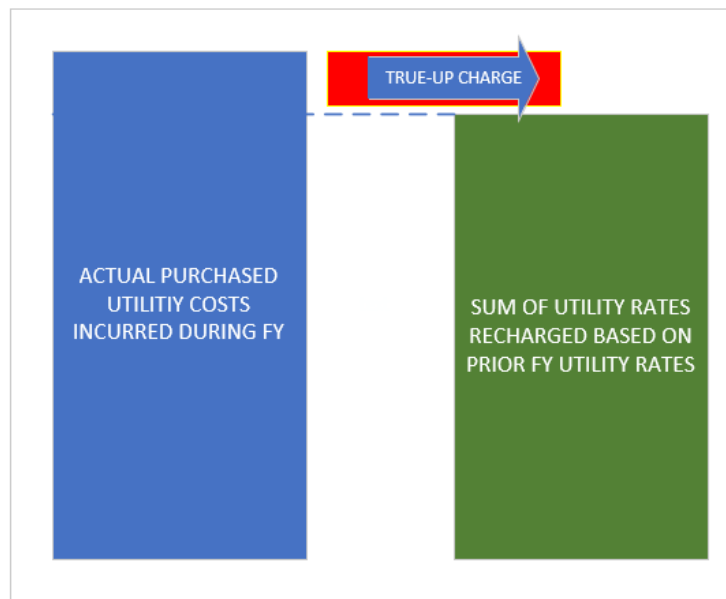 TRUE-UP CHARGE
ACTUAL PURCHASED
UTILITIY COSTS
INCURRED DURING FY
SUM OF UTILITY RATES
RECHARGED BASED ON
PRIOR FY UTILITY RATES